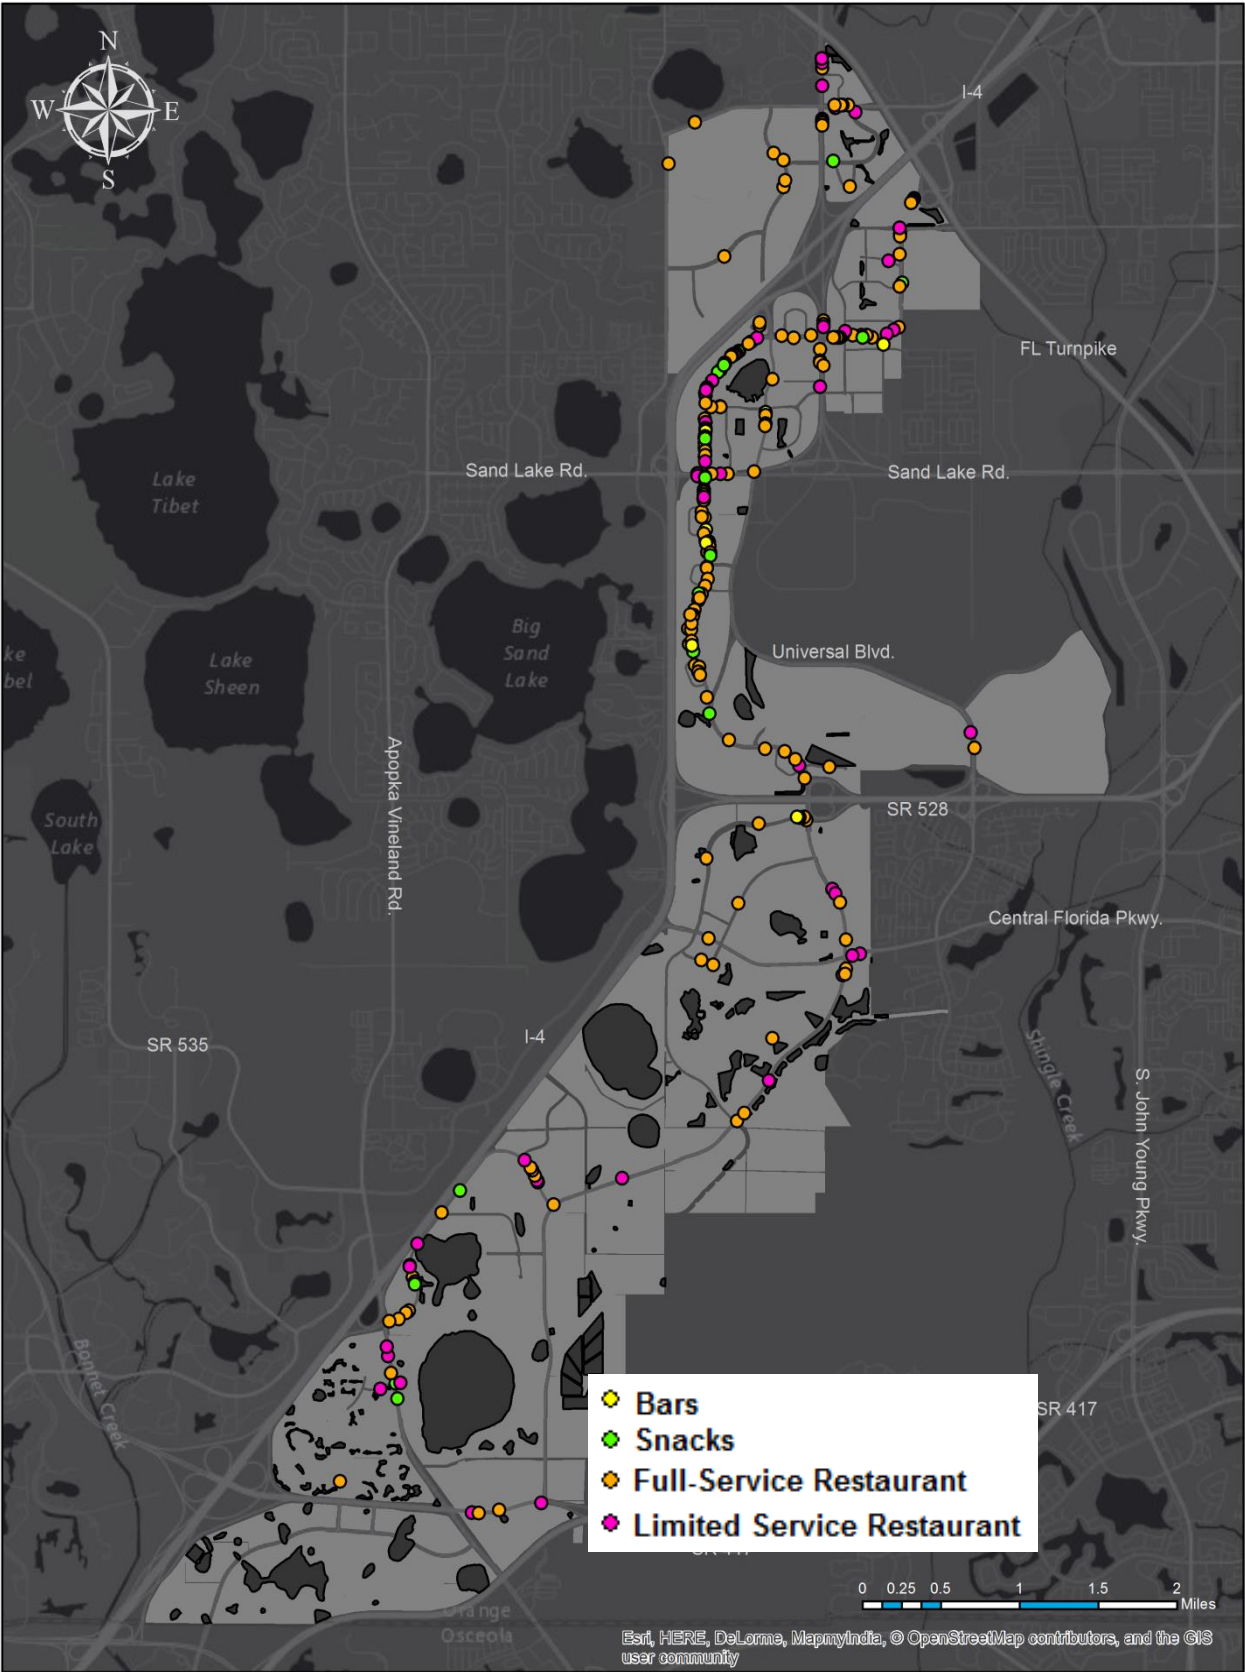 N
W E
S
I-4
FL Turnpike
Sand Lake Rd.
Sand Lake Rd.
Lake
Tibet
Big
Sand
Lake
Lake
Sheen
ke
bel
Universal Blvd.
Apopka Vineland Rd.
South
Lake
SR 528
Central Florida Pkwy.
I-4
SR 535
Shingle Creek
S. John Young Pkwy.
Bonnet Creek
SR 417
Bars
Snacks
Full-Service Restaurant
Limited Service Restaurant
0 0.25 0.5 1 1.5 2
Miles
Orange
Osceola
Esri, HERE, DeLorme, MapmyIndia, © OpenStreetMap contributors, and the GIS
user community